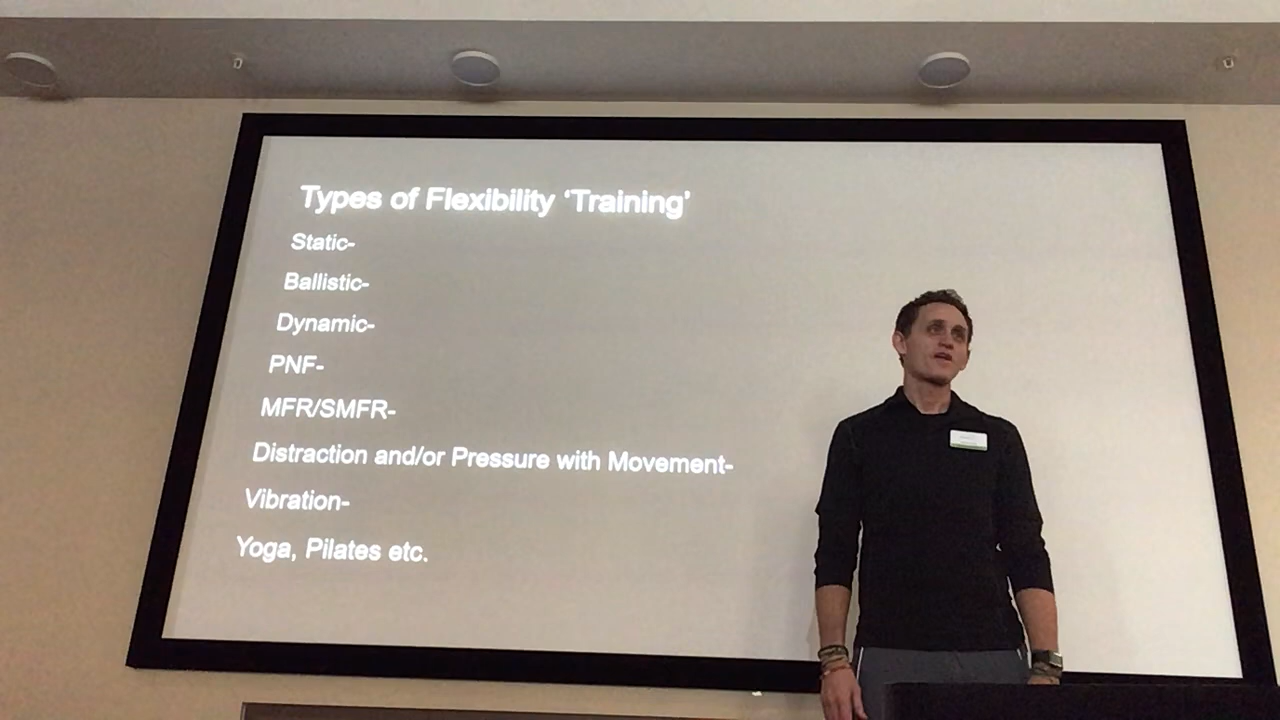 Types of Flexibility ‘Training’
Static-
Ballistic-
Dynamic-
PNF-
MFR/SMFR-
Distraction and/or Pressure with Movement-
Vibration-
Yoga, Pilates etc.